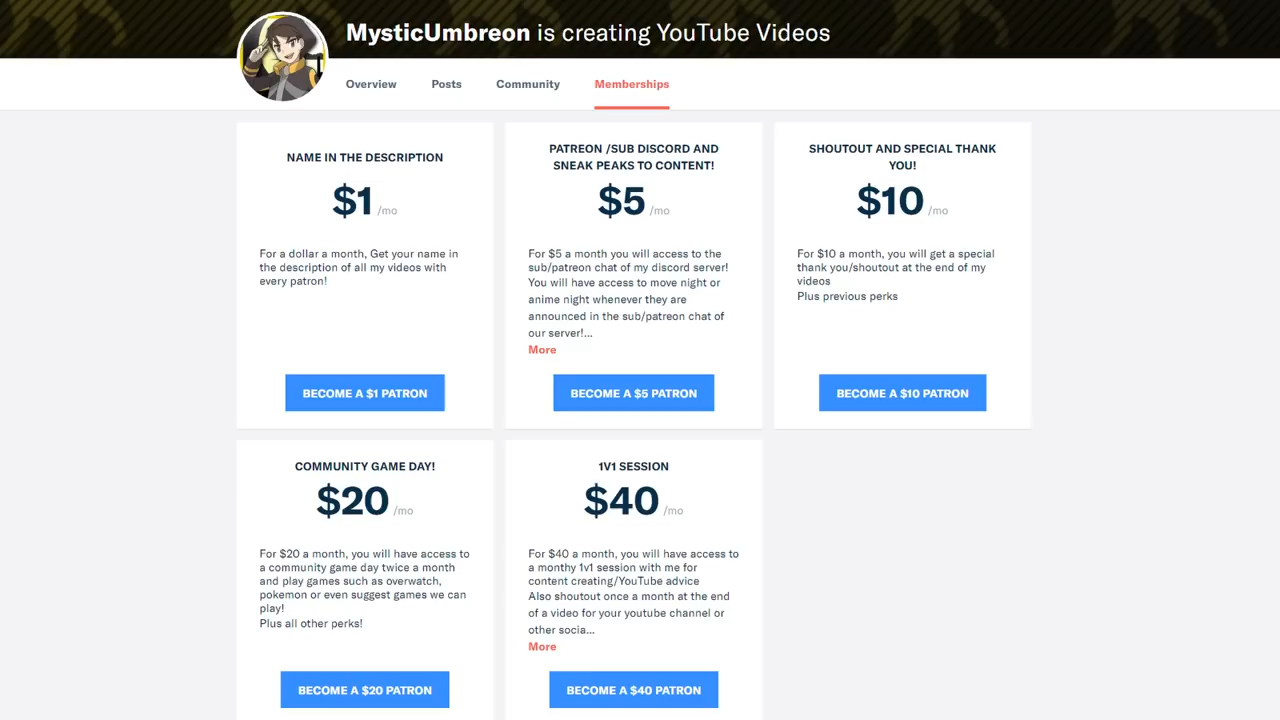 MysticUmbreon is creating YouTube Videos
Overview
Posts
Community
Memberships
NAME IN THE DESCRIPTION
$1 /mo
For a dollar a month, Get your name in
the description of all my videos with
every patron!
BECOME A $1 PATRON
PATREON /SUB DISCORD AND
SNEAK PEAKS TO CONTENT!
$5 /mo
For $5 a month you will access to the
sub/patreon chat of my discord server!
You will have access to move night or
anime night whenever they are
announced in the sub/patreon chat of
our server!...
More
BECOME A $5 PATRON
SHOUTOUT AND SPECIAL THANK
YOU!
$10 /mo
For $10 a month, you will get a special
thank you/shoutout at the end of my
videos
Plus previous perks
BECOME A $10 PATRON
COMMUNITY GAME DAY!
$20 /mo
For $20 a month, you will have access to
a community game day twice a month
and play games such as overwatch,
pokemon or even suggest games we can
play!
Plus all other perks!
BECOME A $20 PATRON
1V1 SESSION
$40 /mo
For $40 a month, you will have access to
a monthy 1v1 session with me for
content creating/YouTube advice
Also shoutout once a month at the end
of a video for your youtube channel or
other socia...
More
BECOME A $40 PATRON